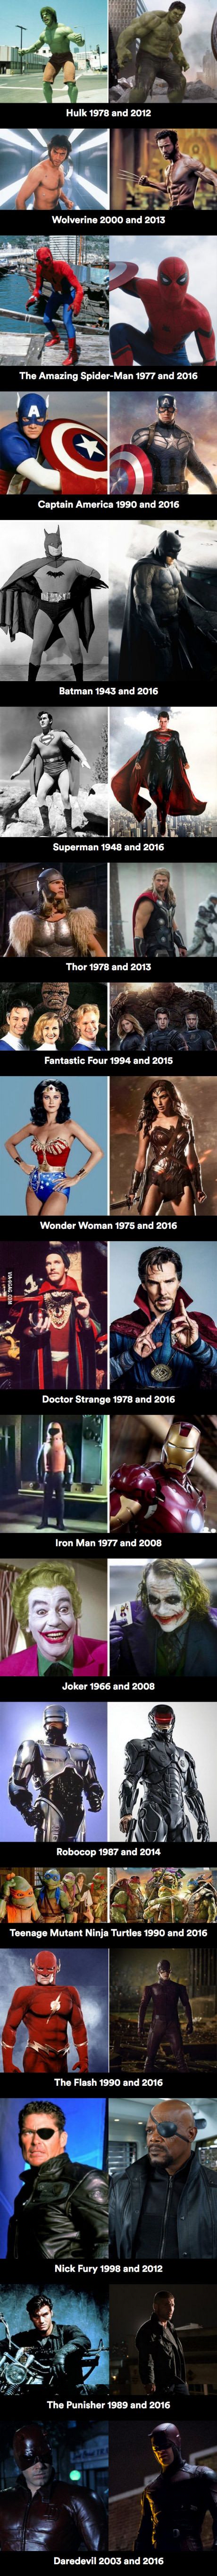 Hulk 1978 and 2012
Wolverine 2000 and 2013
The Amazing Spider-Man 1977 and 2016
A
Captain America 1990 and 2016
Batman 1943 and 2016
Superman 1948 and 2016
Thor 1978 and 2013
Fantastic Four 1994 and 2015
Wonder Woman 1975 and 2016
VIA 9GAG.COM
Doctor Strange 1978 and 2016
Iron Man 1977 and 2008
Joker 1966 and 2008
Robocop 1987 and 2014
Teenage Mutant Ninja Turtles 1990 and 2016
The Flash 1990 and 2016
Nick Fury 1998 and 2012
The Punisher 1989 and 2016
Daredevil 2003 and 2016